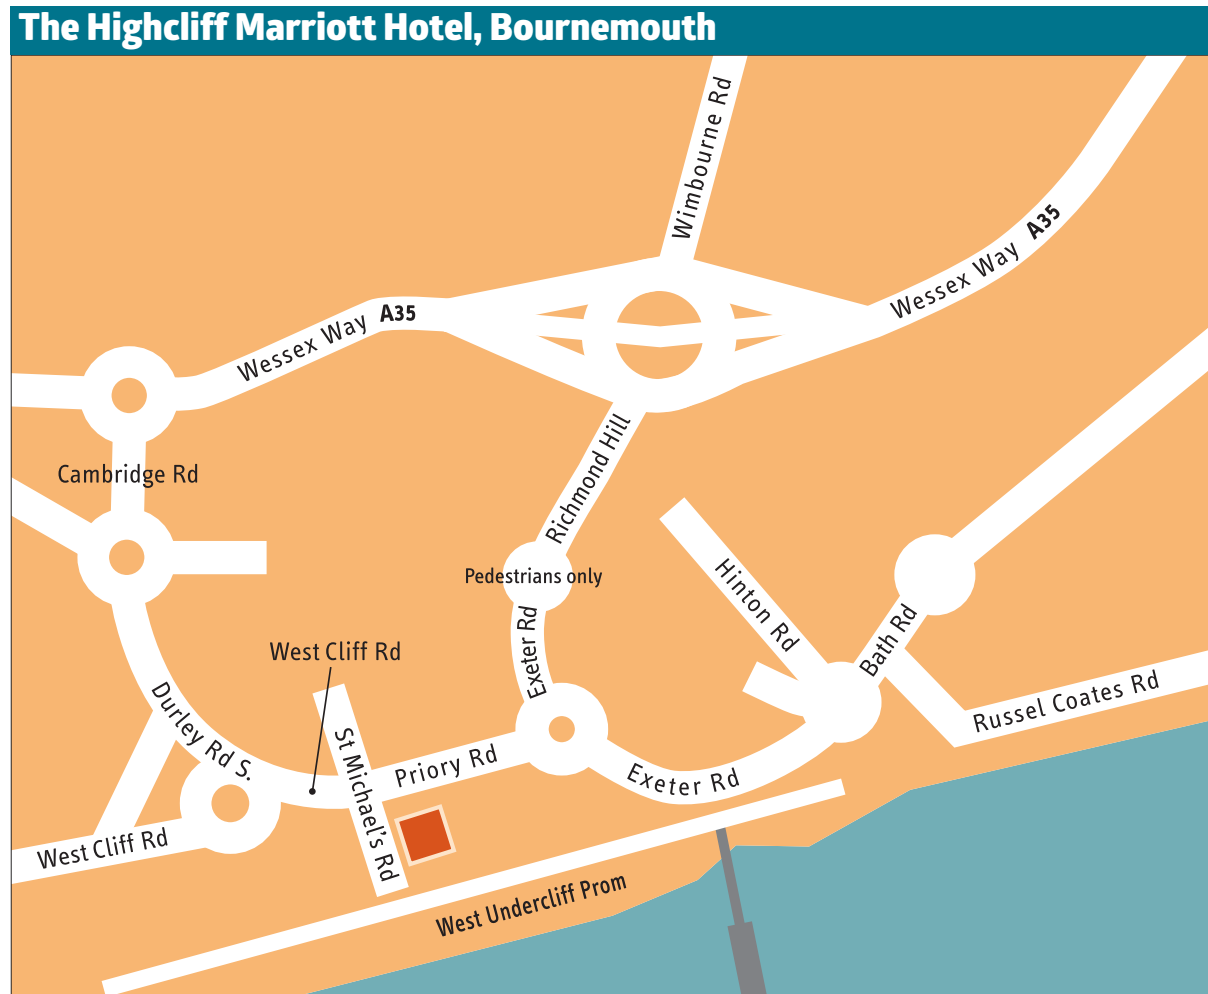 The Highcliff Marriott Hotel, Bournemouth
Wimbourne Rd
Wessex Way A35
Wessex Way A35
Cambridge Rd
Richmond Hill
Pedestrians only
Hinton Rd
Exeter Rd
Bath Rd
West Cliff Rd
Durley Rd S.
Russel Coates Rd
St Michael's Rd
Priory Rd
Exeter Rd
West Cliff Rd
West Undercliff Prom